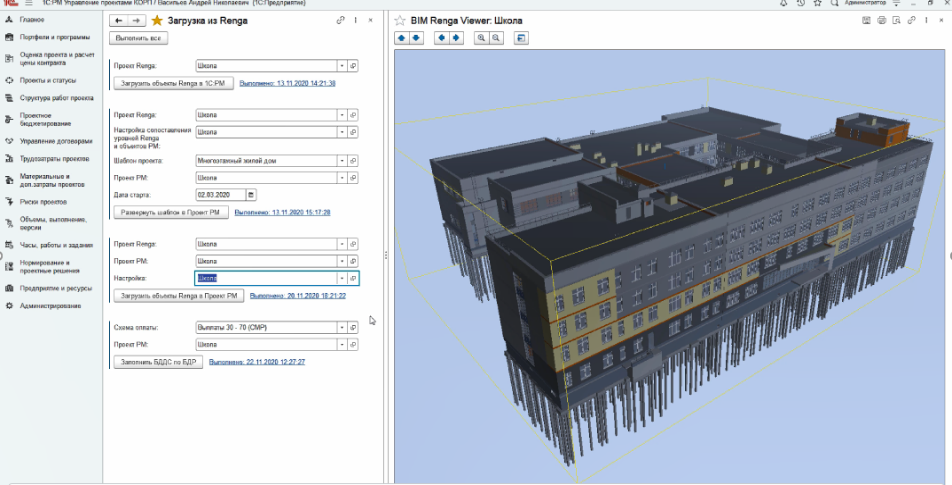 1С:PM Управление проектами КОРП / Васильев Андрей Николаевич (1С:Предприятие)
Администратор
Главное
Портфели и программы
Оценка проекта и расчет
цены контракта
Проекты и статусы
Структура работ проекта
Проектное
бюджетирование
Управление договорами
Трудозатраты проектов
Материальные и
доп.затраты проектов
Риски проектов
Объемы, выполнение,
версии
Часы, работы и задания
Нормирование и
проектные решения
Предприятие и ресурсы
Администрирование
Загрузка из Renga
Выполнить все
Проект Renga: Школа
Загрузить объекты Renga в 1С:PM Выполнено: 13.11.2020 14:21:38
Проект Renga: Школа
Настройка сопоставления
уровней Renga
и объектов PM: Школа
Шаблон проекта: Многоэтажный жилой дом
Проект PM: Школа
Дата старта: 02.03.2020
Развернуть шаблон в Проект PM Выполнено: 13.11.2020 15:17:28
Проект Renga: Школа
Проект PM: Школа
Настройка: Школа
Загрузить объекты Renga в Проект PM Выполнено: 20.11.2020 18:21:22
Схема оплаты: Выплаты 30 - 70 (СМР)
Проект PM: Школа
Заполнить БДДС по БДР Выполнено: 22.11.2020 12:27:27
BIM Renga Viewer: Школа